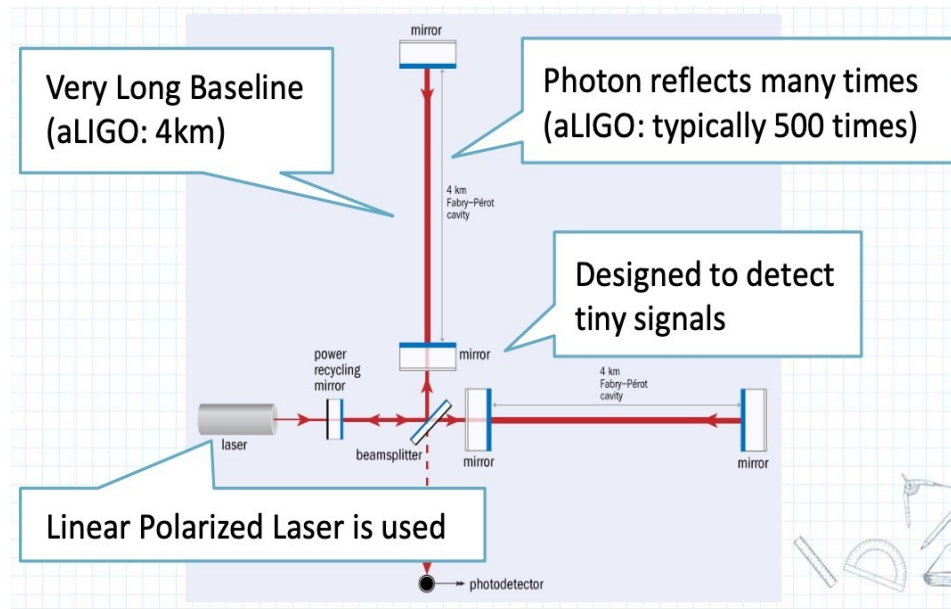 mirror
Very Long Baseline
(aLIGO: 4km)
Photon reflects many times
(aLIGO: typically 500 times)
4 km
Fabry–Pérot
cavity
Designed to detect
tiny signals
power
recycling
mirror
mirror
4 km
Fabry–Pérot
cavity
laser
beamsplitter
mirror
mirror
Linear Polarized Laser is used
photodetector